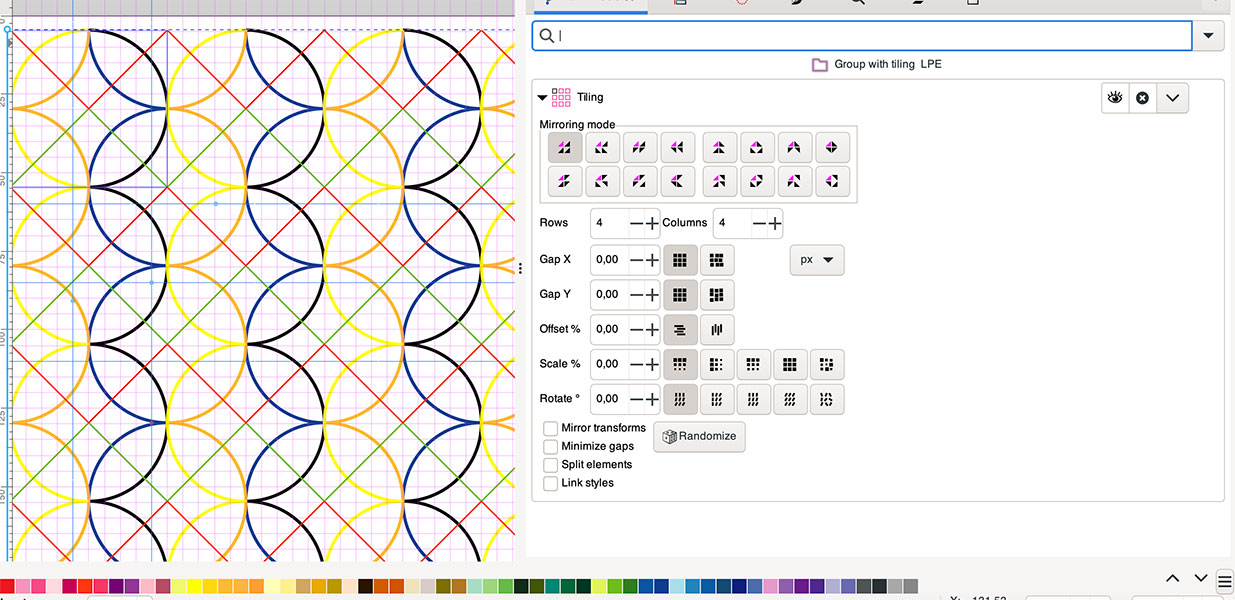 Group with tiling LPE
Tiling
Mirroring mode
Rows 4 Columns 4
Gap X 0,00 px
Gap Y 0,00
Offset % 0,00
Scale % 0,00
Rotate ° 0,00
Mirror transforms
Randomize
Minimize gaps
Split elements
Link styles
25
50
75
100
125
150